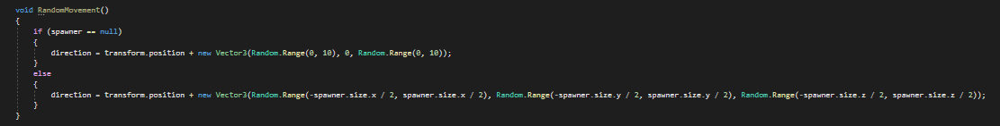 void RandomMovement()
{
if (spawner == null)
{
direction = transform.position + new Vector3(Random.Range(0, 10), 0, Random.Range(0, 10));
}
else
{
direction = transform.position + new Vector3(Random.Range(-spawner.size.x / 2, spawner.size.x / 2), Random.Range(-spawner.size.y / 2, spawner.size.y / 2), Random.Range(-spawner.size.z / 2, spawner.size.z / 2));
}
}